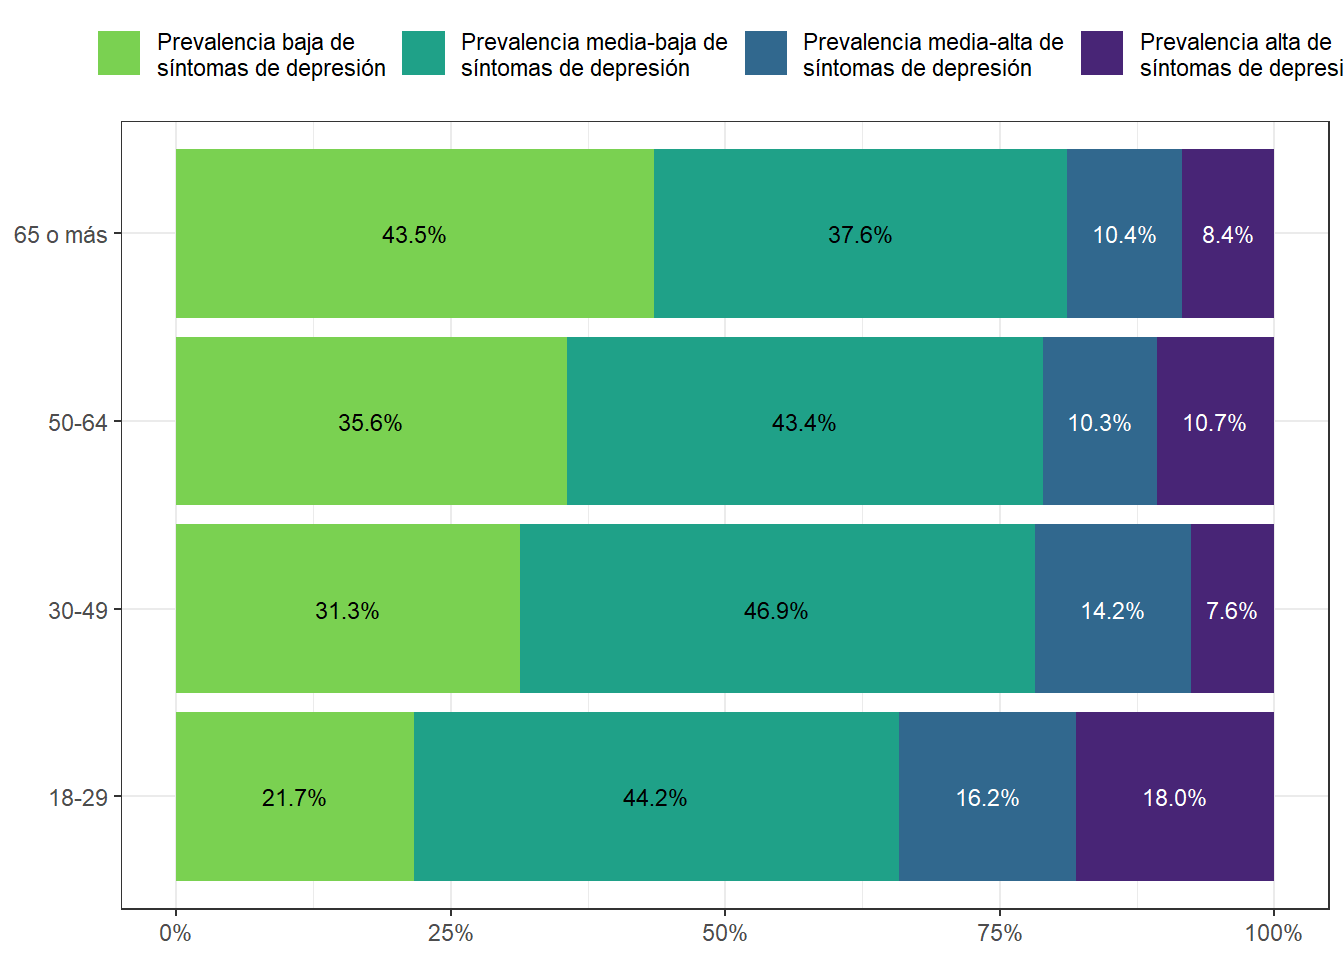 Prevalencia baja de
síntomas de depresión
Prevalencia media-baja de
síntomas de depresión
Prevalencia media-alta de
síntomas de depresión
Prevalencia alta de
síntomas de depresi
65 o más
43.5%
37.6%
10.4%
8.4%
50-64
35.6%
43.4%
10.3%
10.7%
30-49
31.3%
46.9%
14.2%
7.6%
18-29
21.7%
44.2%
16.2%
18.0%
0%
25%
50%
75%
100%